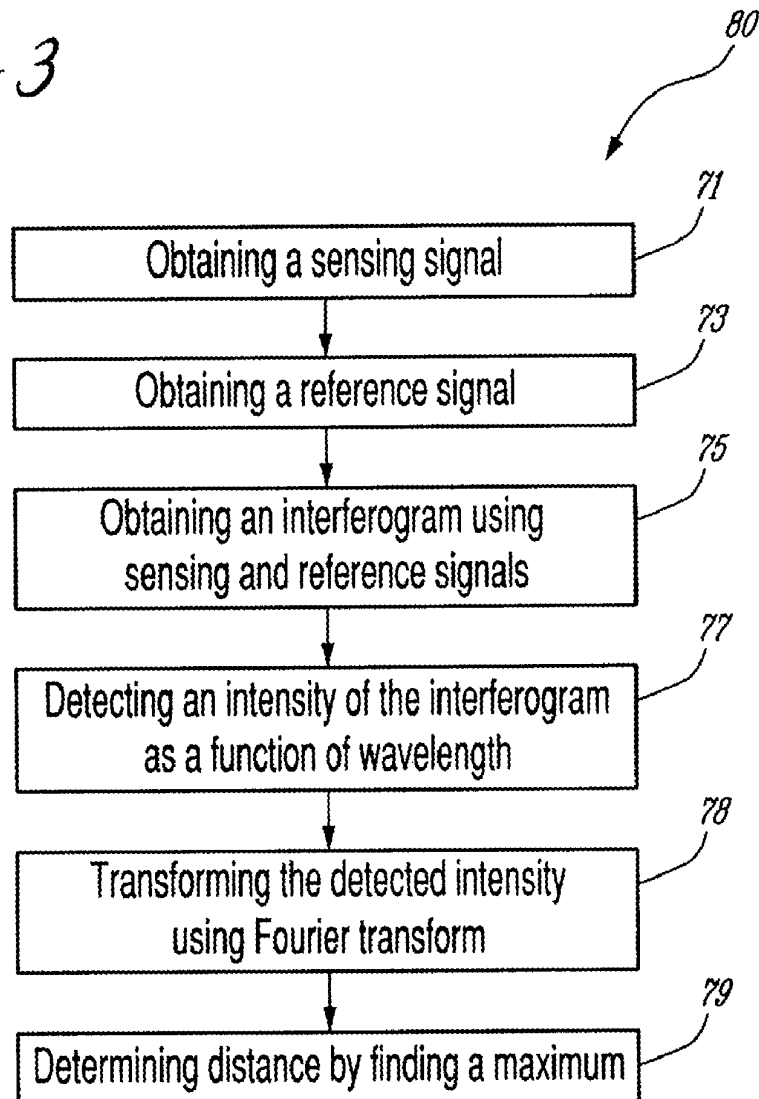 3
80
71
Obtaining a sensing signal
73
Obtaining a reference signal
75
Obtaining an interferogram using
sensing and reference signals
77
Detecting an intensity of the interferogram
as a function of wavelength
78
Transforming the detected intensity
using Fourier transform
79
Determining distance by finding a maximum